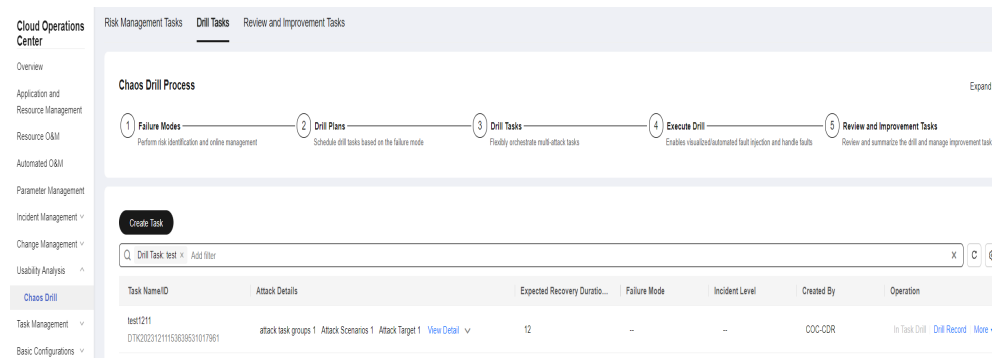 Cloud Operations
Center
Overview
Application and
Resource Management
Resource O&M
Automated O&M
Parameter Management
Incident Management
Change Management
Usability Analysis
Chaos Drill
Task Management
Basic Configurations
Risk Management Tasks Drill Tasks Review and Improvement Tasks
Chaos Drill Process
Expand
1 Failure Modes 2 Drill Plans 3 Drill Tasks 4 Execute Drill 5 Review and Improvement Tasks
Perform risk identification and online management Schedule drill tasks based on the failure mode Flexibly orchestrate multi-attack tasks Enables visualized/automated fault injection and handle faults Review and summarize the drill and manage improvement task
Create Task
Drill Task: test × Add filter X
Task Name/ID Attack Details Expected Recovery Duratio... Failure Mode Incident Level Created By Operation
test1211
attack task groups 1 Attack Scenarios 1 Attack Target 1 View Detail 12 -- -- COC-CDR In Task Drill Drill Record More
DTK20231211153639531017961